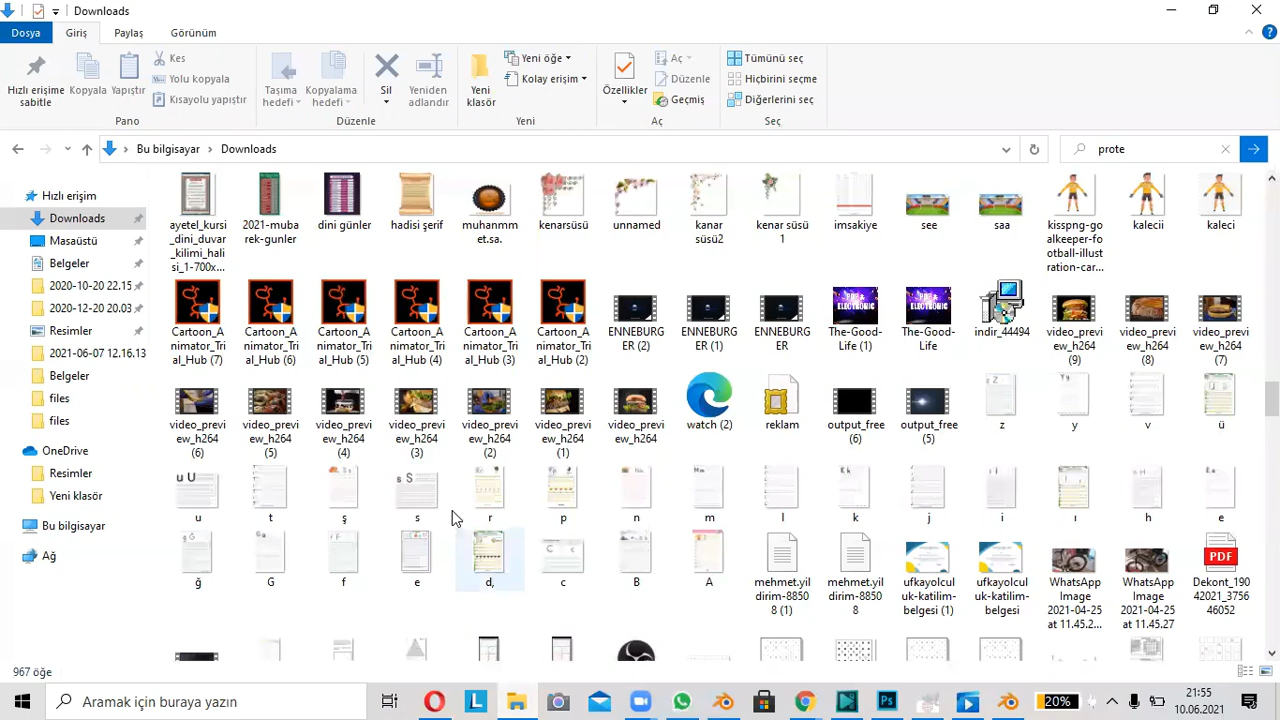 Downloads
Dosya Giriş Paylaş Görünüm
Hızlı erişime sabitle
Kopyala
Yapıştır
Kes
Yolu kopyala
Kısayolu yapıştır
Pano
Taşıma hedefi
Kopyalama hedefi
Sil
Yeniden adlandır
Düzenle
Yeni klasör
Yeni öğe
Kolay erişim
Yeni
Özellikler
Aç
Düzenle
Geçmiş
Aç
Tümünü seç
Hiçbirini seçme
Diğerlerini seç
Seç
Bu bilgisayar Downloads
prote
Hızlı erişim
Downloads
Masaüstü
Belgeler
2020-10-20 22.15
2020-12-20 20.03
Resimler
2021-06-07 12.16.13
Belgeler
files
files
OneDrive
Resimler
Yeni klasör
Bu bilgisayar
Ağ
ayetel_kursi_dini_duvar_kilimi_halisi_1-700x...
2021-mubarek-gunler
dini günler
hadisi şerif
muhanmmet.sa.
kenarsüsü
unnamed
kanar süsü2
kenar süsü 1
imsakiye
see
saa
kisspng-goalkeeper-football-illustration-car...
kalecii
kaleci
Cartoon_Animator_Trial_Hub (7)
Cartoon_Animator_Trial_Hub (6)
Cartoon_Animator_Trial_Hub (5)
Cartoon_Animator_Trial_Hub (4)
Cartoon_Animator_Trial_Hub (3)
Cartoon_Animator_Trial_Hub (2)
ENNEBURGER (2)
ENNEBURGER (1)
ENNEBURGER
The-Good-Life (1)
The-Good-Life
indir_44494
video_preview_h264 (9)
video_preview_h264 (8)
video_preview_h264 (7)
video_preview_h264 (6)
video_preview_h264 (5)
video_preview_h264 (4)
video_preview_h264 (3)
video_preview_h264 (2)
video_preview_h264 (1)
video_preview_h264
watch (2)
reklam
output_free (6)
output_free (5)
z
y
v
ü
u
t
ş
s
r
p
n
m
l
k
j
i
ı
h
e
ğ
G
f
e
d,
c
B
A
mehmet.yildirim-88508 (1)
mehmet.yildirim-88508
ufkayolculuk-katilim-belgesi (1)
ufkayolculuk-katilim-belgesi
WhatsApp Image 2021-04-25 at 11.45.2...
WhatsApp Image 2021-04-25 at 11.45.27
PDF
Dekont_19042021_375646052
967 öğe
Aramak için buraya yazın
20%
21:55
10.06.2021